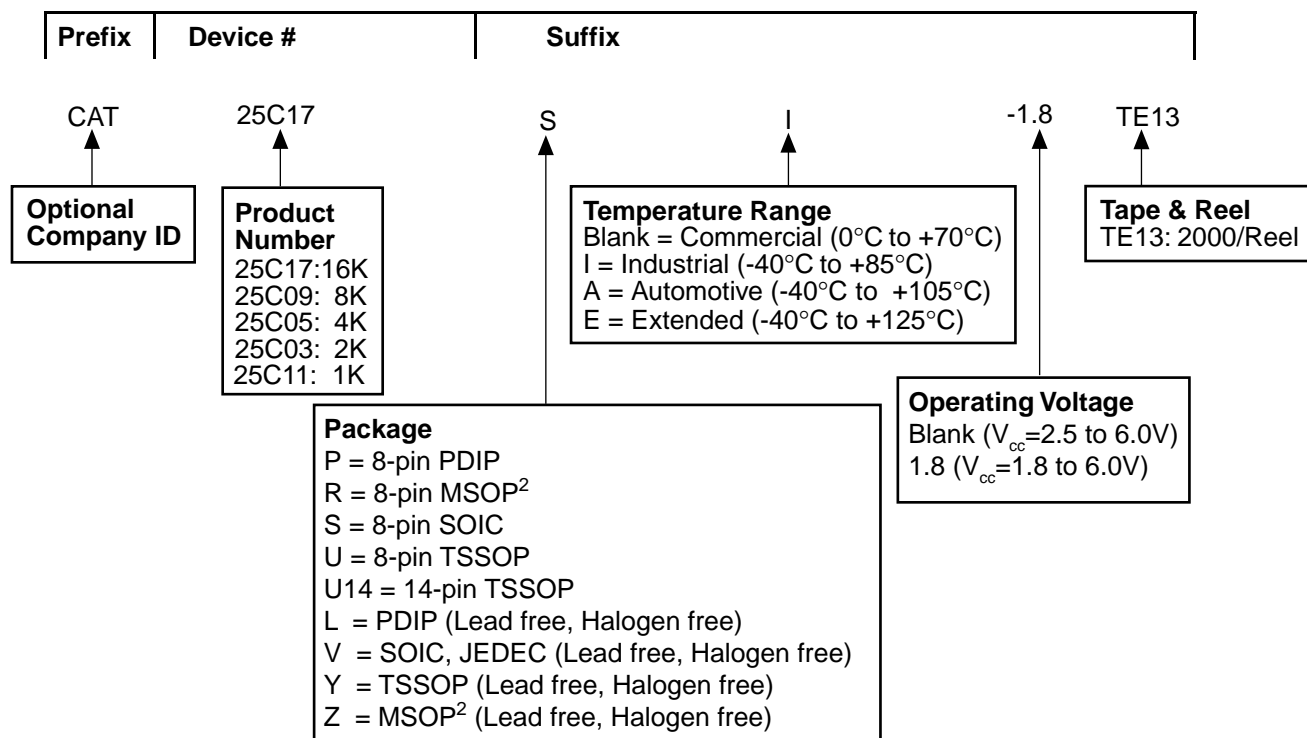 Prefix Device # Suffix
CAT 25C17 S I -1.8 TE13
Optional
Company ID
Product
Number
25C17:16K
25C09: 8K
25C05: 4K
25C03: 2K
25C11: 1K
Temperature Range
Blank = Commercial (0°C to +70°C)
I = Industrial (-40°C to +85°C)
A = Automotive (-40°C to +105°C)
E = Extended (-40°C to +125°C)
Tape & Reel
TE13: 2000/Reel
Package
P = 8-pin PDIP
R = 8-pin MSOP²
S = 8-pin SOIC
U = 8-pin TSSOP
U14 = 14-pin TSSOP
L = PDIP (Lead free, Halogen free)
V = SOIC, JEDEC (Lead free, Halogen free)
Y = TSSOP (Lead free, Halogen free)
Z = MSOP² (Lead free, Halogen free)
Operating Voltage
Blank (Vcc=2.5 to 6.0V)
1.8 (Vcc=1.8 to 6.0V)